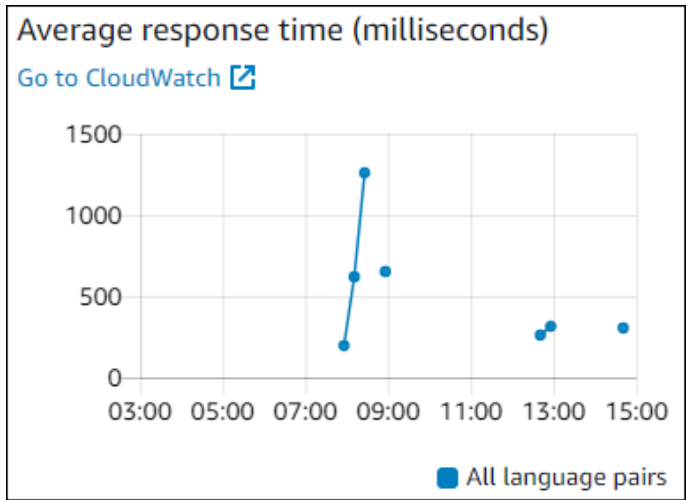 Average response time (milliseconds)
Go to CloudWatch
1500
1000
500
0
03:00 05:00 07:00 09:00 11:00 13:00 15:00
All language pairs